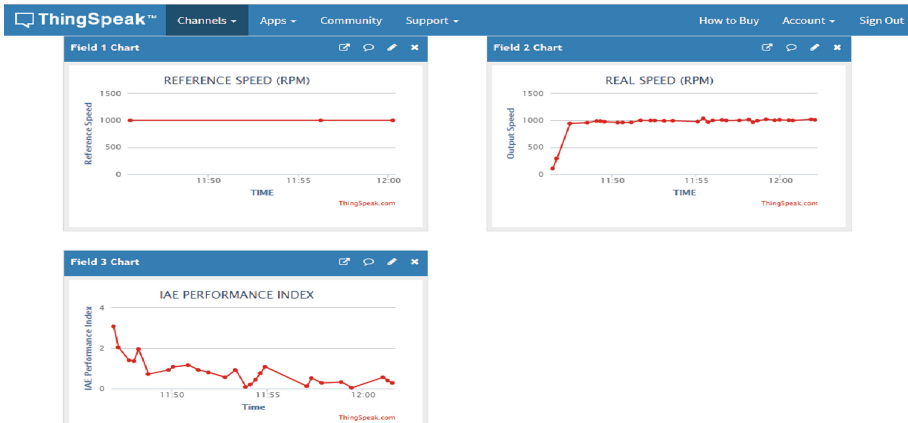 ThingSpeak™ Channels Apps Community Support How to Buy Account Sign Out
Field 1 Chart
REFERENCE SPEED (RPM)
Reference Speed
1500
1000
500
0
11:50 11:55 12:00
TIME
ThingSpeak.com
Field 2 Chart
REAL SPEED (RPM)
Output Speed
1500
1000
500
0
11:50 11:55 12:00
TIME
ThingSpeak.com
Field 3 Chart
IAE PERFORMANCE INDEX
IAE Performance Index
4
2
0
11:50 11:55 12:00
Time
ThingSpeak.com